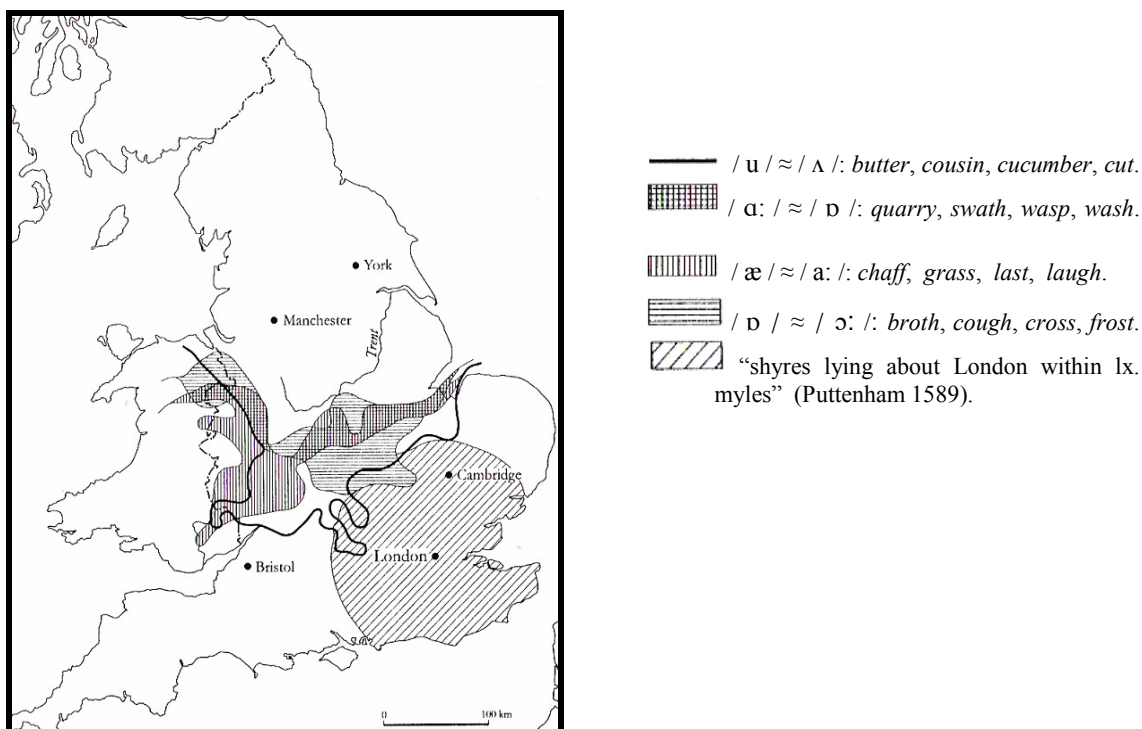 York
Manchester
Trent
Cambridge
London
Bristol
0 100 km
/ u / ≈ / ʌ /: butter, cousin, cucumber, cut.
/ ɑː / ≈ / ɒ /: quarry, swath, wasp, wash.
/ æ / ≈ / aː /: chaff, grass, last, laugh.
/ ɒ / ≈ / ɔː /: broth, cough, cross, frost.
“shyres lying about London within lx.
myles” (Puttenham 1589).